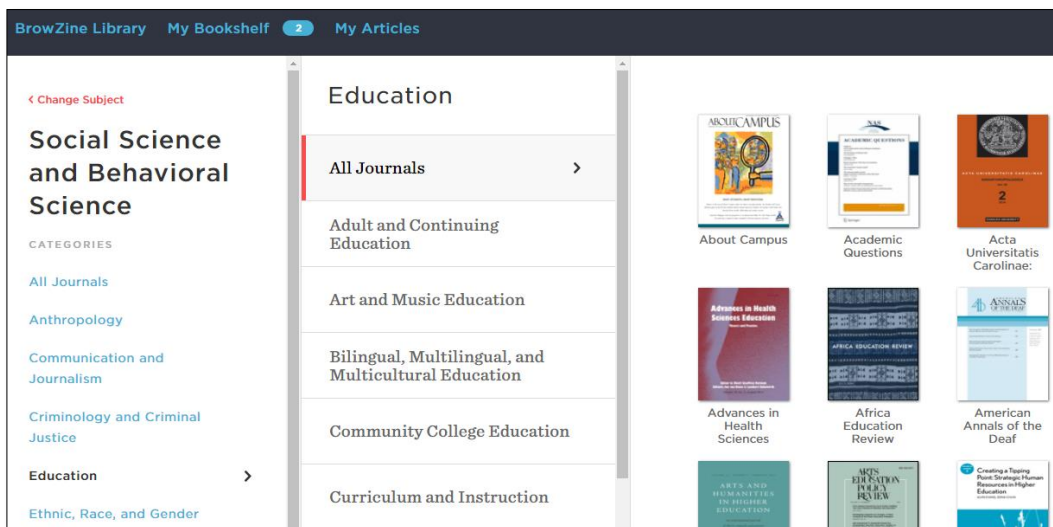 BrowZine Library My Bookshelf 2 My Articles
< Change Subject
Social Science
and Behavioral
Science
CATEGORIES
All Journals
Anthropology
Communication and
Journalism
Criminology and Criminal
Justice
Education >
Ethnic, Race, and Gender
Education
All Journals >
Adult and Continuing
Education
Art and Music Education
Bilingual, Multilingual, and
Multicultural Education
Community College Education
Curriculum and Instruction
ABOUT CAMPUS
About Campus
NAS
ACADEMIC QUESTIONS
Academic
Questions
ACTA UNIVERSITATIS CAROLINAE
2
Acta
Universitatis
Carolinae:
Advances in Health
Sciences Education
Advances in
Health
Sciences
AFRICA EDUCATION REVIEW
Africa
Education
Review
ANNALS
OF THE DEAF
American
Annals of the
Deaf
ARTS AND
HUMANITIES
IN HIGHER
EDUCATION
ARTS
EDUCATION
POLICY
REVIEW
Creating a Tipping
Point: Strategic Human
Resources in Higher
Education